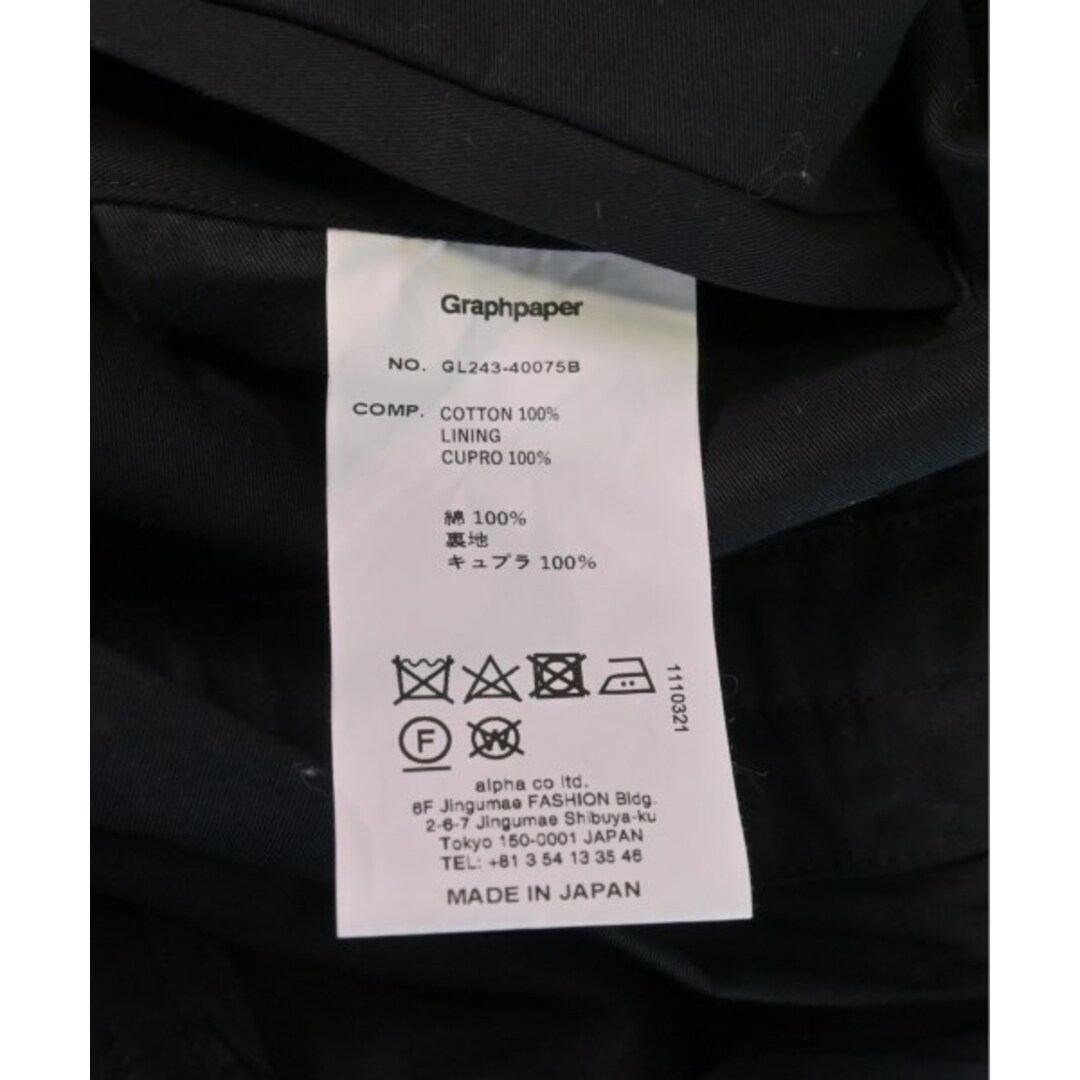 Graphpaper
NO. GL243-40075B
COMP. COTTON 100%
LINING
CUPRO 100%
綿 100%
裏地
キュプラ 100%
1110321
F
W
alpha co ltd.
6F Jingumae FASHION Bldg.
2-6-7 Jingumae Shibuya-ku
Tokyo 150-0001 JAPAN
TEL: +81 3 54 13 35 46
MADE IN JAPAN